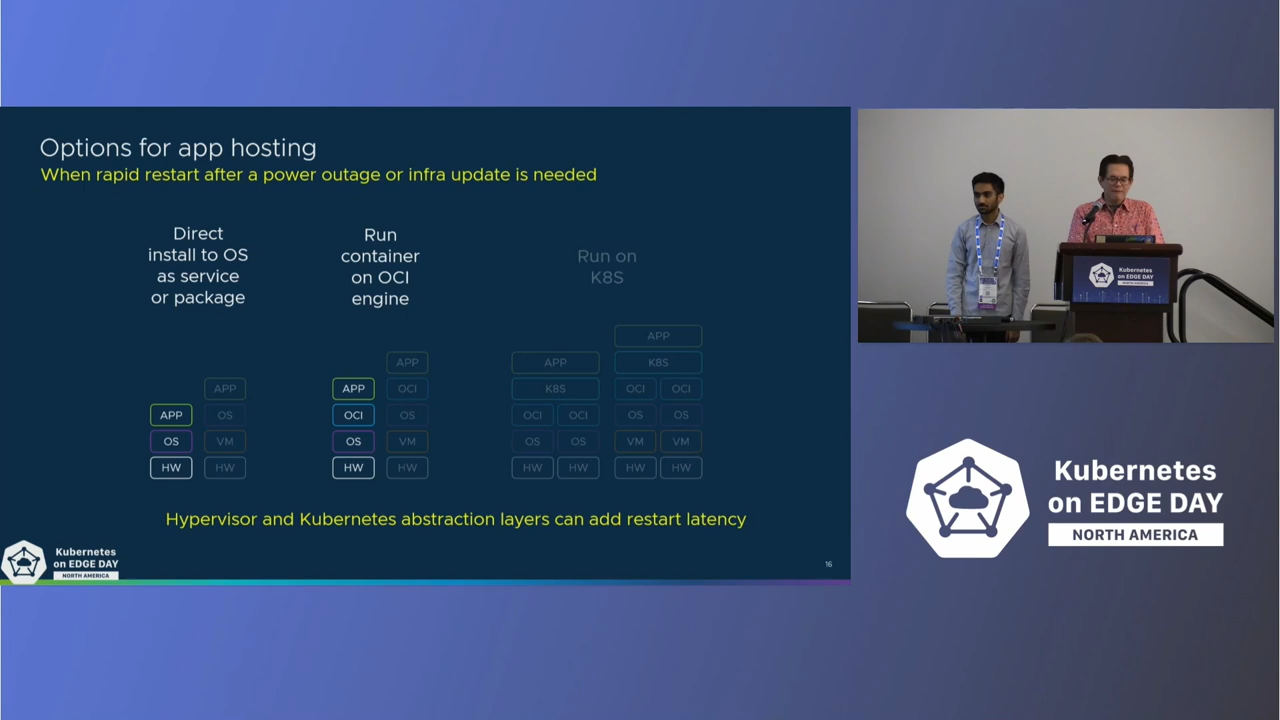 Options for app hosting
When rapid restart after a power outage or infra update is needed
Direct
install to OS
as service
or package
Run
container
on OCI
engine
Run on
K8S
APP
APP
APP
K8S
APP
APP
OCI
K8S
OCI
OCI
APP
OS
OCI
OS
OCI
OCI
OS
OS
OS
VM
OS
VM
OS
OS
VM
VM
HW
HW
HW
HW
HW
HW
HW
HW
Hypervisor and Kubernetes abstraction layers can add restart latency
Kubernetes
on EDGE DAY
NORTH AMERICA
16
Kubernetes
on EDGE DAY
Kubernetes
on EDGE DAY
NORTH AMERICA